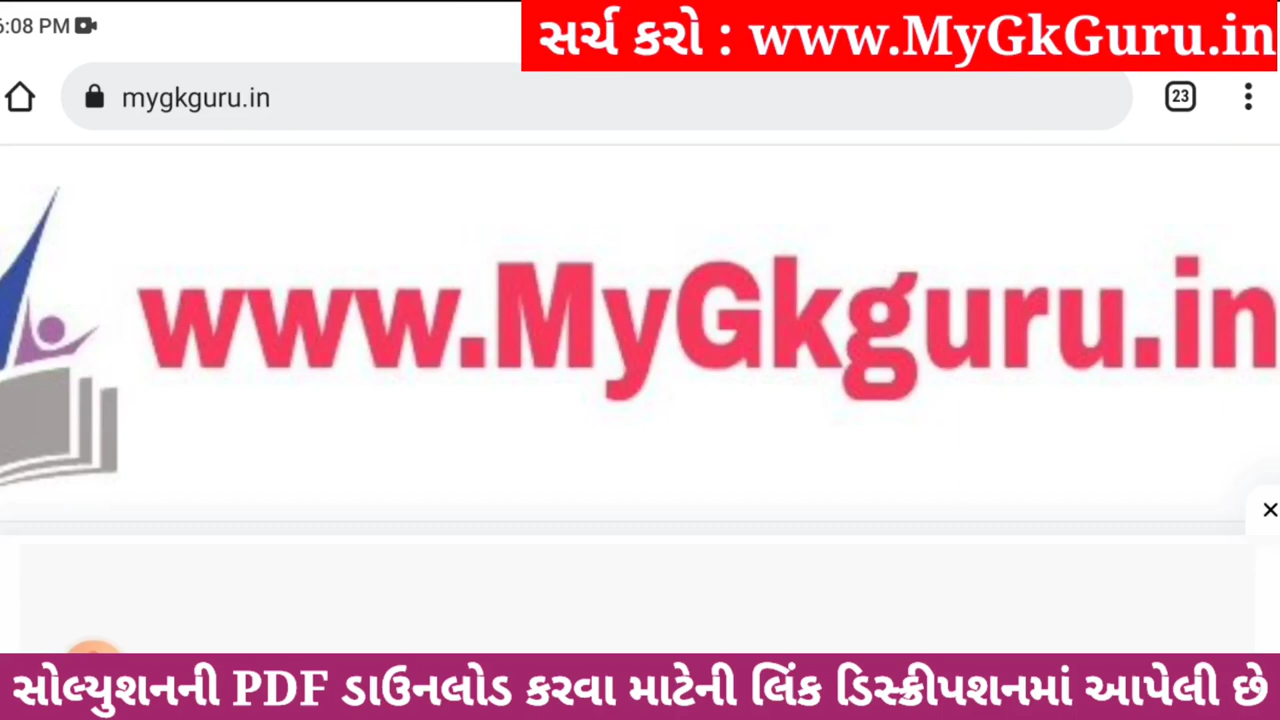 સર્ચ કરો : www.MyGkGuru.in
6:08 PM
mygkguru.in
23
www.MyGkguru.in
સોલ્યુશનની PDF ડાઉનલોડ કરવા માટેની લિંક ડિસ્ક્રીપશનમાં આપેલી છે